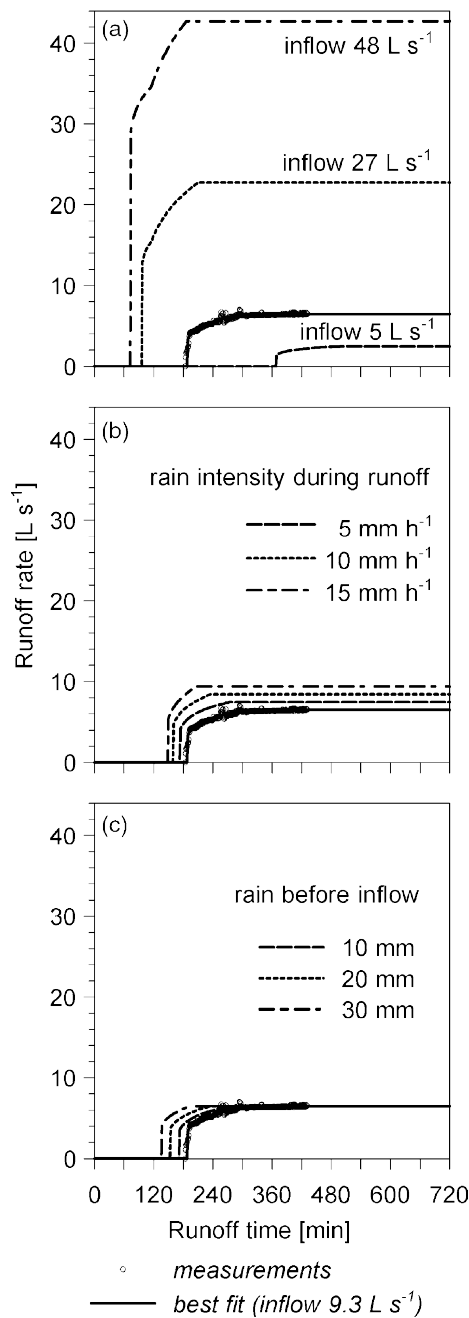 (a)
40
inflow 48 L s⁻¹
30
inflow 27 L s⁻¹
20
10
inflow 5 L s⁻¹
0
(b)
40
rain intensity during runoff
30
5 mm h⁻¹
10 mm h⁻¹
20
15 mm h⁻¹
Runoff rate [L s⁻¹]
10
0
(c)
40
rain before inflow
30
10 mm
20 mm
20
30 mm
10
0
0 120 240 360 480 600 720
Runoff time [min]
measurements
best fit (inflow 9.3 L s⁻¹)